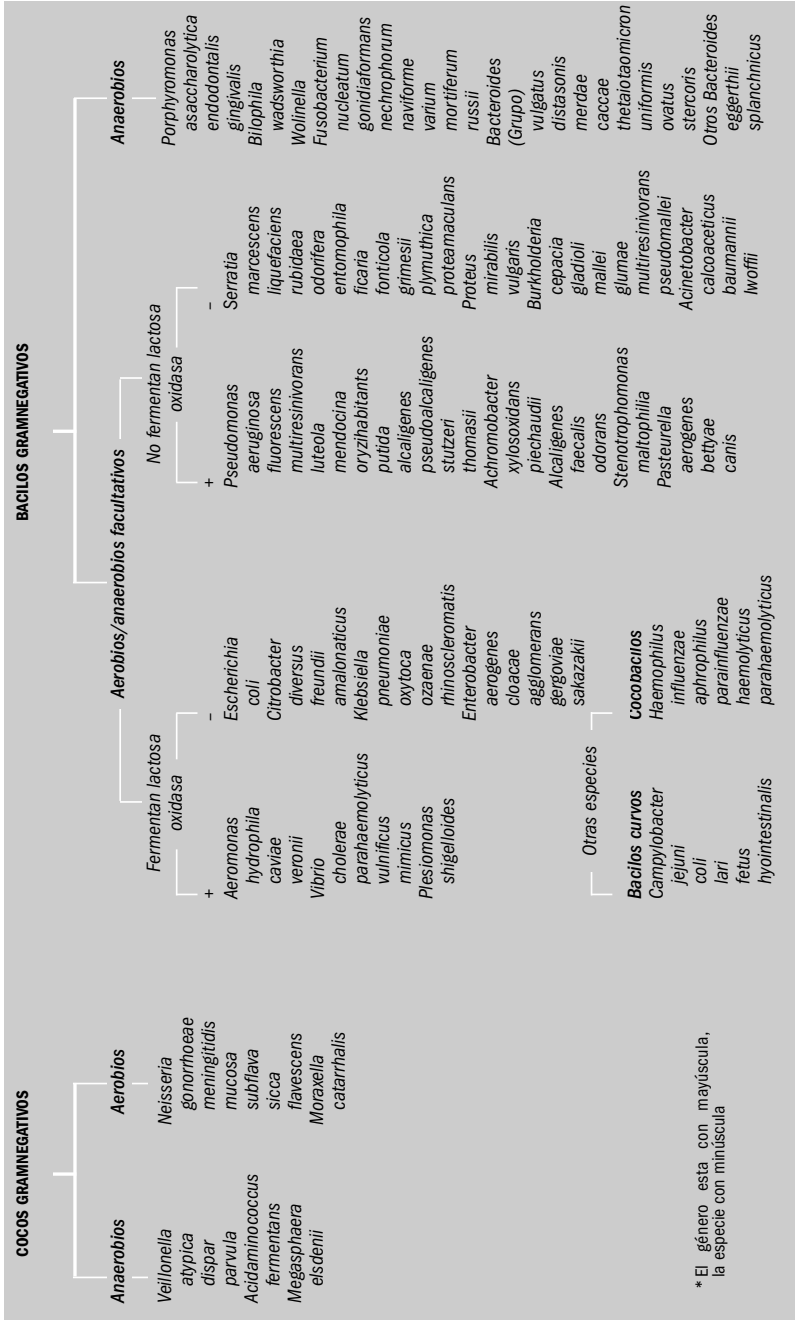 COCOS GRAMNEGATIVOS
Anaerobios
Veillonella
atypica
dispar
parvula
Acidaminococcus
fermentans
Megasphaera
elsdenii
Aerobios
Neisseria
gonorrhoeae
meningitidis
mucosa
subflava
sicca
flavescens
Moraxella
catarrhalis
BACILOS GRAMNEGATIVOS
Aerobios/anaerobios facultativos
Fermentan lactosa
oxidasa
+
Aeromonas
hydrophila
caviae
veronii
Vibrio
cholerae
parahaemolyticus
vulnificus
mimicus
Plesiomonas
shigelloides
–
Escherichia
coli
Citrobacter
diversus
freundii
amalonaticus
Klebsiella
pneumoniae
oxytoca
ozaenae
rhinoscleromatis
Enterobacter
aerogenes
cloacae
agglomerans
gergoviae
sakazakii
No fermentan lactosa
oxidasa
+
Pseudomonas
aeruginosa
fluorescens
multiresinivorans
luteola
mendocina
oryzihabitants
putida
alcaligenes
pseudoalcaligenes
stutzeri
thomasii
Achromobacter
xylosoxidans
piechaudii
Alcaligenes
faecalis
odorans
Stenotrophomonas
maltophilia
Pasteurella
aerogenes
bettyae
canis
–
Serratia
marcescens
liquefaciens
rubidaea
odorifera
entomophila
ficaria
fonticola
grimesii
plymuthica
proteamaculans
Proteus
mirabilis
vulgaris
Burkholderia
cepacia
gladioli
mallei
glumae
multiresinivorans
pseudomallei
Acinetobacter
calcoaceticus
baumannii
lwoffii
Anaerobios
Porphyromonas
asaccharolytica
endodontalis
gingivalis
Bilophila
wadsworthia
Wolinella
Fusobacterium
nucleatum
gonidiaformans
nechrophorum
naviforme
varium
mortiferum
russii
Bacteroides
(Grupo)
vulgatus
distasonis
merdae
caccae
thetaiotaomicron
uniformis
ovatus
stercoris
Otros Bacteroides
eggerthii
splanchnicus
Otras especies
Bacilos curvos
Campylobacter
jejuni
coli
lari
fetus
hyointestinalis
Cocobacilos
Haemophilus
influenzae
aphrophilus
parainfluenzae
haemolyticus
parahaemolyticus
* El género esta con mayúscula,
la especie con minúscula